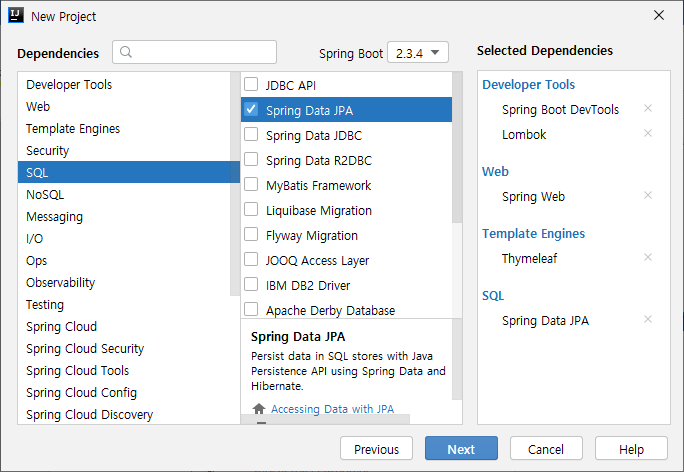 New Project
Dependencies
Spring Boot 2.3.4
Developer Tools
Web
Template Engines
Security
SQL
NoSQL
Messaging
I/O
Ops
Observability
Testing
Spring Cloud
Spring Cloud Security
Spring Cloud Tools
Spring Cloud Config
Spring Cloud Discovery
JDBC API
Spring Data JPA
Spring Data JDBC
Spring Data R2DBC
MyBatis Framework
Liquibase Migration
Flyway Migration
JOOQ Access Layer
IBM DB2 Driver
Apache Derby Database
Spring Data JPA
Persist data in SQL stores with Java
Persistence API using Spring Data and
Hibernate.
Accessing Data with JPA
Selected Dependencies
Developer Tools
Spring Boot DevTools
Lombok
Web
Spring Web
Template Engines
Thymeleaf
SQL
Spring Data JPA
Previous
Next
Cancel
Help